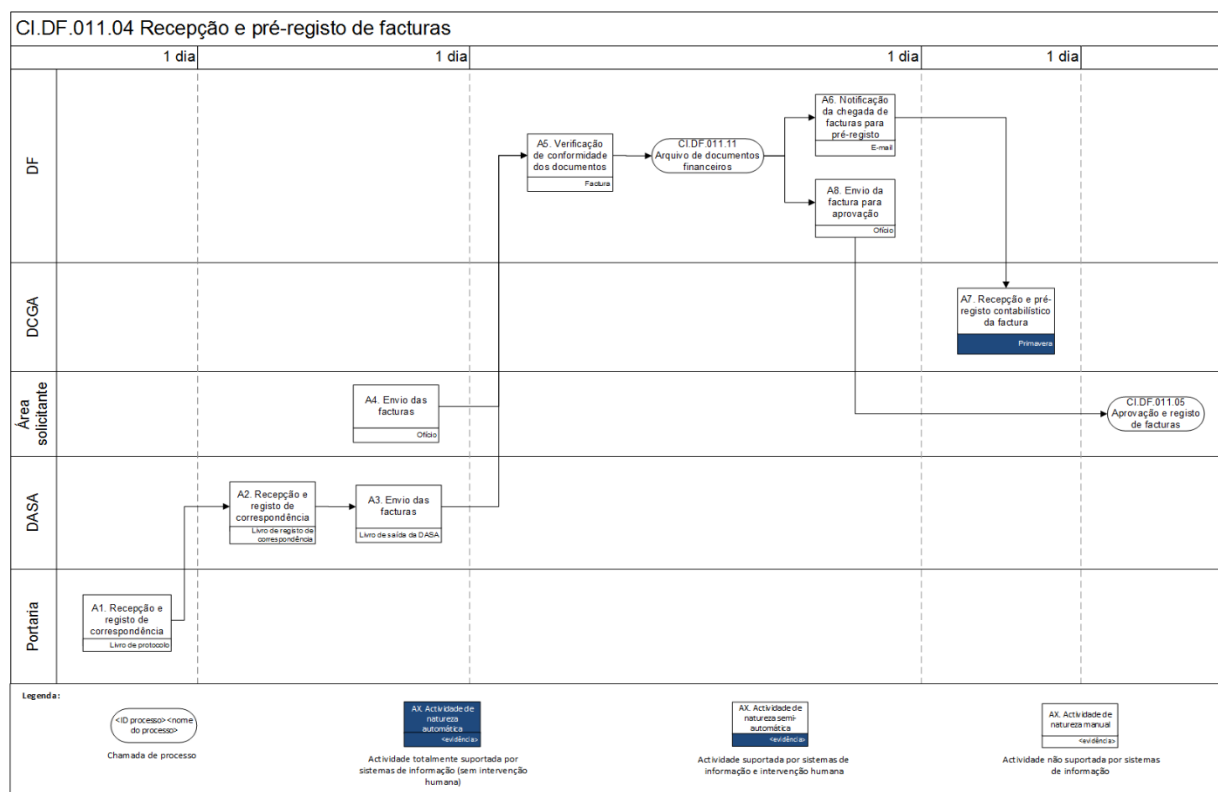 CI.DF.011.04 Recepção e pré-registo de facturas
1 dia
1 dia
1 dia
1 dia
DF
A5. Verificação
de conformidade
dos documentos
Factura
CI.DF.011.11
Arquivo de documentos
financeiros
A6. Notificação
da chegada de
facturas para
pré-registo
E-mail
A8. Envio da
factura para
aprovação
Ofício
DCGA
A7. Recepção e pré-
registo contabilístico
da factura
Primavera
Área
solicitante
A4. Envio das
facturas
Ofício
CI.DF.011.05
Aprovação e registo
de facturas
DASA
A2. Recepção e
registo de
correspondência
Livro de registo de
correspondência
A3. Envio das
facturas
Livro de saída da DASA
Portaria
A1. Recepção e
registo de
correspondência
Livro de protocolo
Legenda:
<ID processo><nome
do processo>
Chamada de processo
AX. Actividade de
natureza
automática
<evidência>
Actividade totalmente suportada por
sistemas de informação (sem intervenção
humana)
AX. Actividade de
natureza semi-
automática
<evidência>
Actividade suportada por sistemas de
informação e intervenção humana
AX. Actividade de
natureza manual
<evidência>
Actividade não suportada por sistemas
de informação